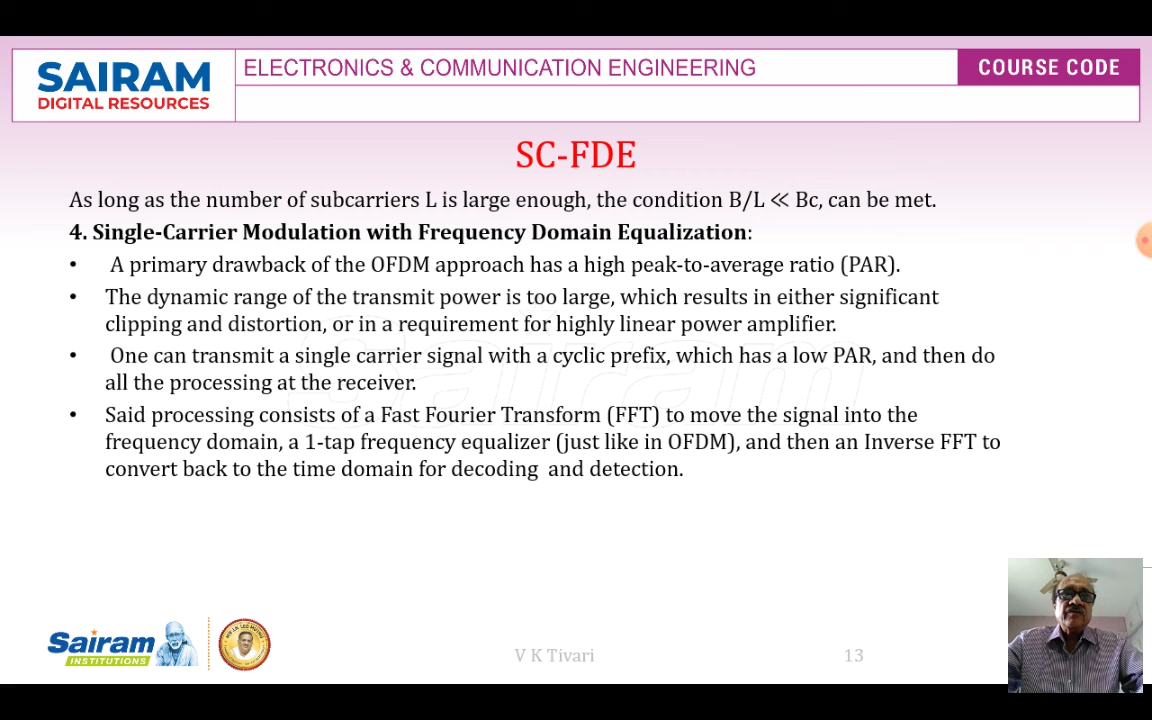 SAIRAM
DIGITAL RESOURCES
ELECTRONICS & COMMUNICATION ENGINEERING
COURSE CODE
SC-FDE
As long as the number of subcarriers L is large enough, the condition B/L ≪ Bc, can be met.
4. Single-Carrier Modulation with Frequency Domain Equalization:
• A primary drawback of the OFDM approach has a high peak-to-average ratio (PAR).
• The dynamic range of the transmit power is too large, which results in either significant
clipping and distortion, or in a requirement for highly linear power amplifier.
• One can transmit a single carrier signal with a cyclic prefix, which has a low PAR, and then do
all the processing at the receiver.
• Said processing consists of a Fast Fourier Transform (FFT) to move the signal into the
frequency domain, a 1-tap frequency equalizer (just like in OFDM), and then an Inverse FFT to
convert back to the time domain for decoding and detection.
Sairam
Sairam
INSTITUTIONS
V K Tivari
13